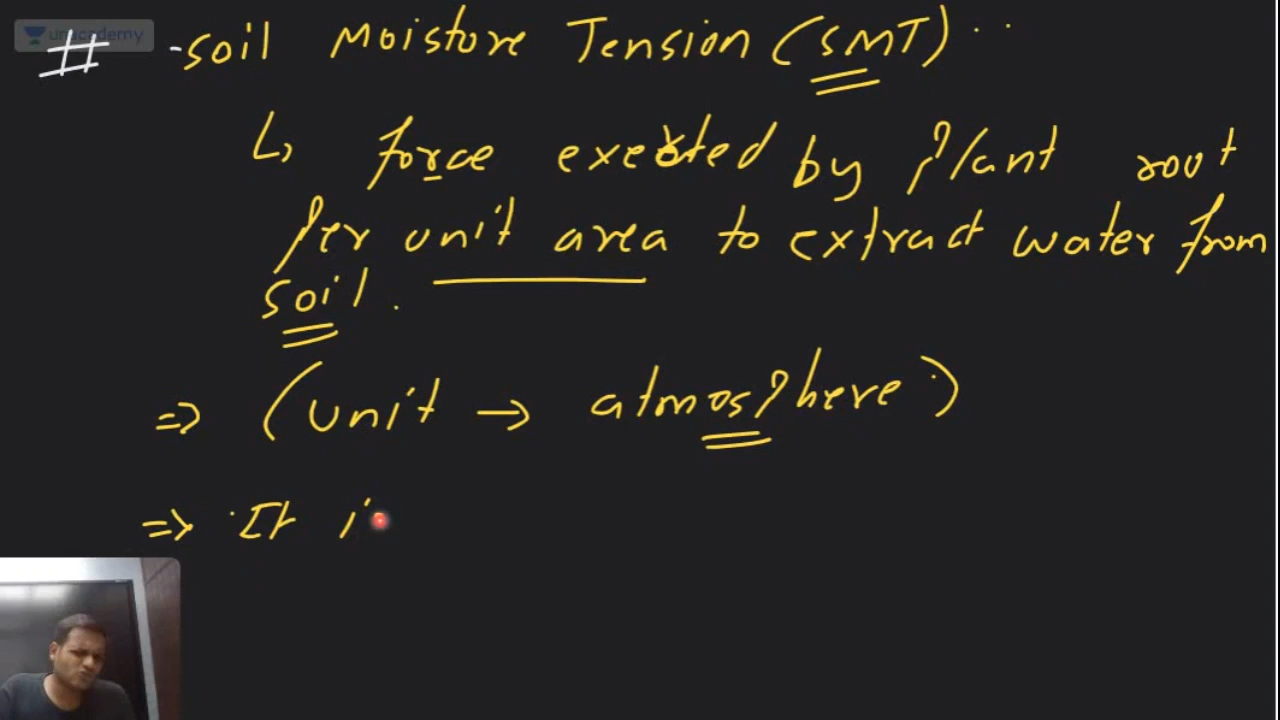 unacademy
# soil Moisture Tension (SMT)
↳ force exerted by Plant root
Per unit area to extract water from
soil.
=> (unit → atmosphere)
=> It i